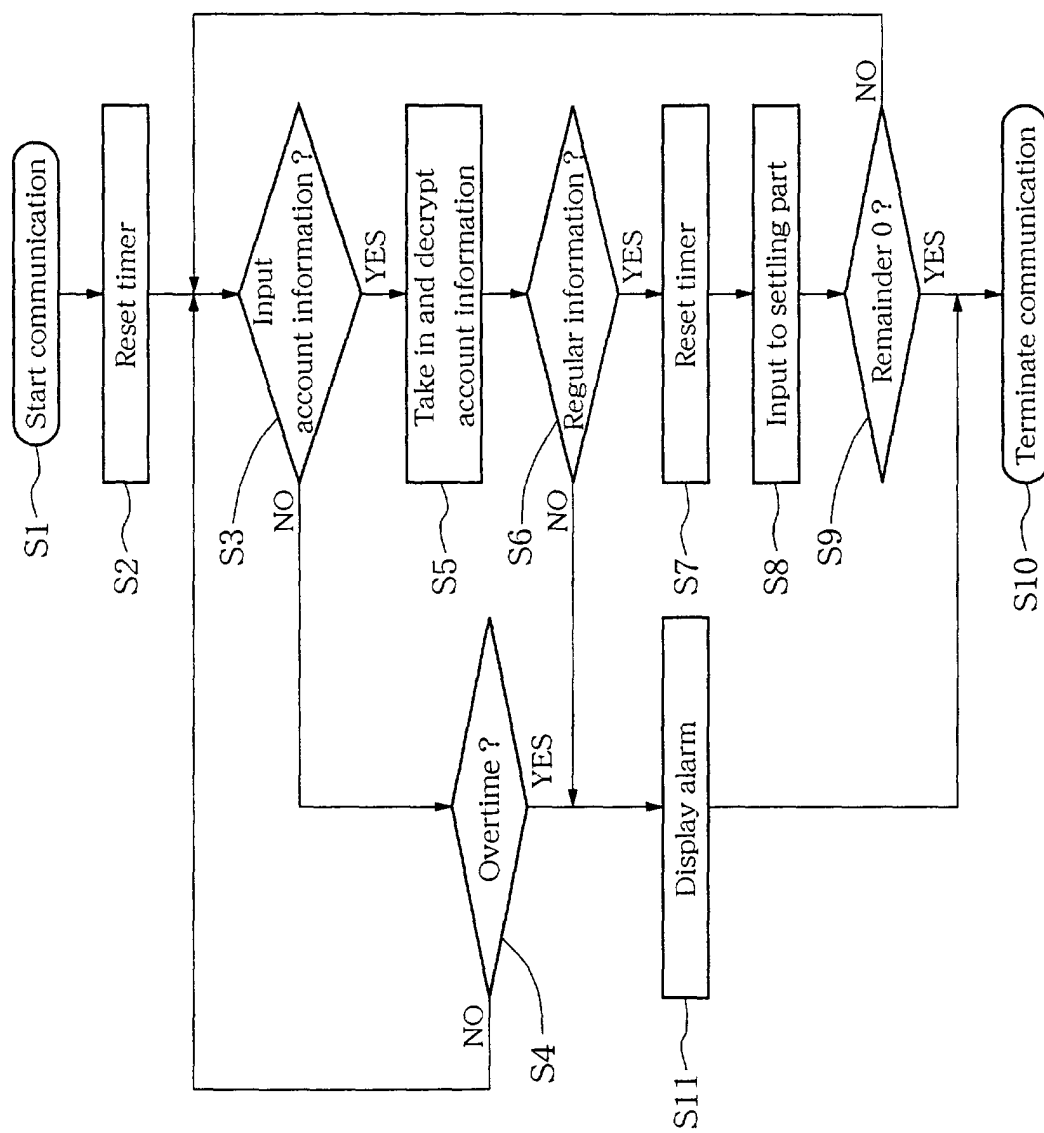 Start communication
S1
Reset timer
S2
Input
account information ?
S3
NO
YES
Overtime ?
S4
NO
YES
Take in and decrypt
account information
S5
Regular information ?
S6
NO
YES
Reset timer
S7
Input to settling part
S8
Remainder 0 ?
S9
NO
YES
Display alarm
S11
Terminate communication
S10